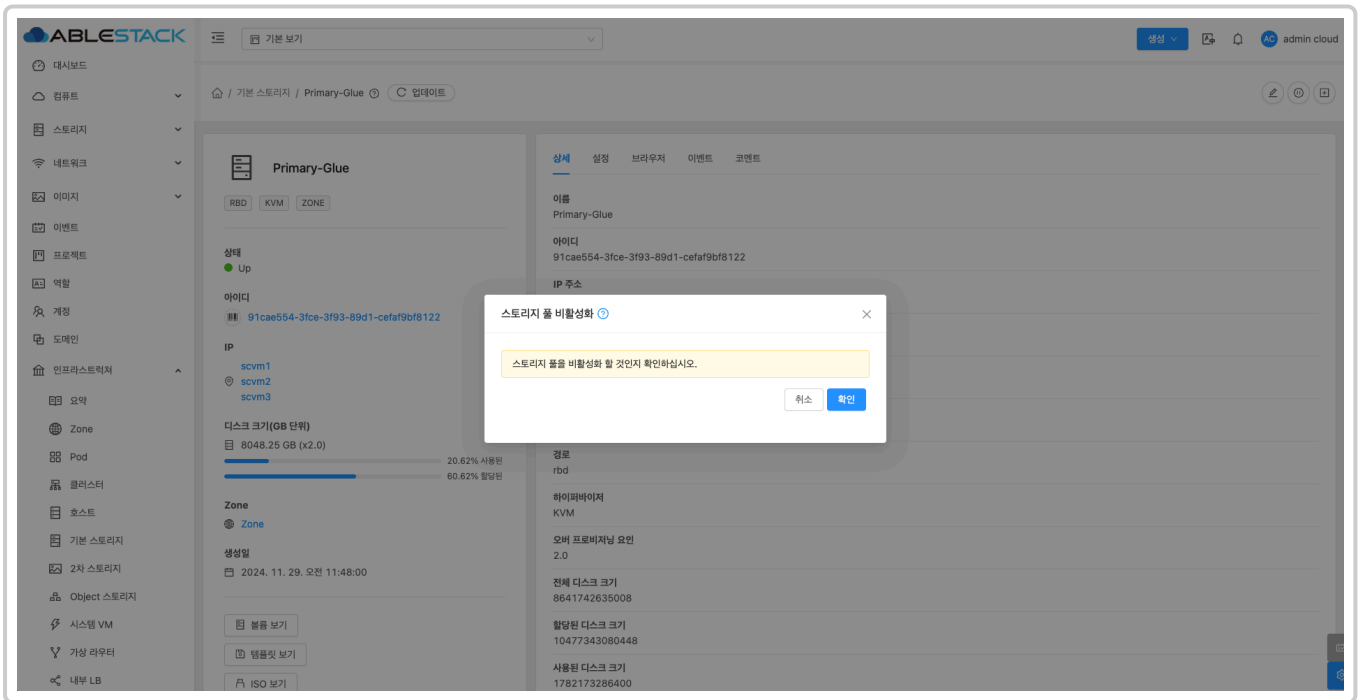 ABLESTACK
기본 보기
생성
admin cloud
대시보드
컴퓨트
스토리지
네트워크
이미지
이벤트
프로젝트
역할
계정
도메인
인프라스트럭쳐
요약
Zone
Pod
클러스터
호스트
기본 스토리지
2차 스토리지
Object 스토리지
시스템 VM
가상 라우터
내부 LB
/ 기본 스토리지 / Primary-Glue
업데이트
Primary-Glue
RBD KVM ZONE
상태
Up
아이디
91cae554-3fce-3f93-89d1-cefaf9bf8122
IP
scvm1
scvm2
scvm3
디스크 크기(GB 단위)
8048.25 GB (x2.0)
20.62% 사용된
60.62% 할당된
Zone
Zone
생성일
2024. 11. 29. 오전 11:48:00
볼륨 보기
템플릿 보기
ISO 보기
상세 설정 브라우저 이벤트 코멘트
이름
Primary-Glue
아이디
91cae554-3fce-3f93-89d1-cefaf9bf8122
IP 주소
스토리지 풀 비활성화
스토리지 풀을 비활성화 할 것인지 확인하십시오.
취소 확인
경로
rbd
하이퍼바이저
KVM
오버 프로비저닝 요인
2.0
전체 디스크 크기
8641742635008
할당된 디스크 크기
10477343080448
사용된 디스크 크기
1782173286400